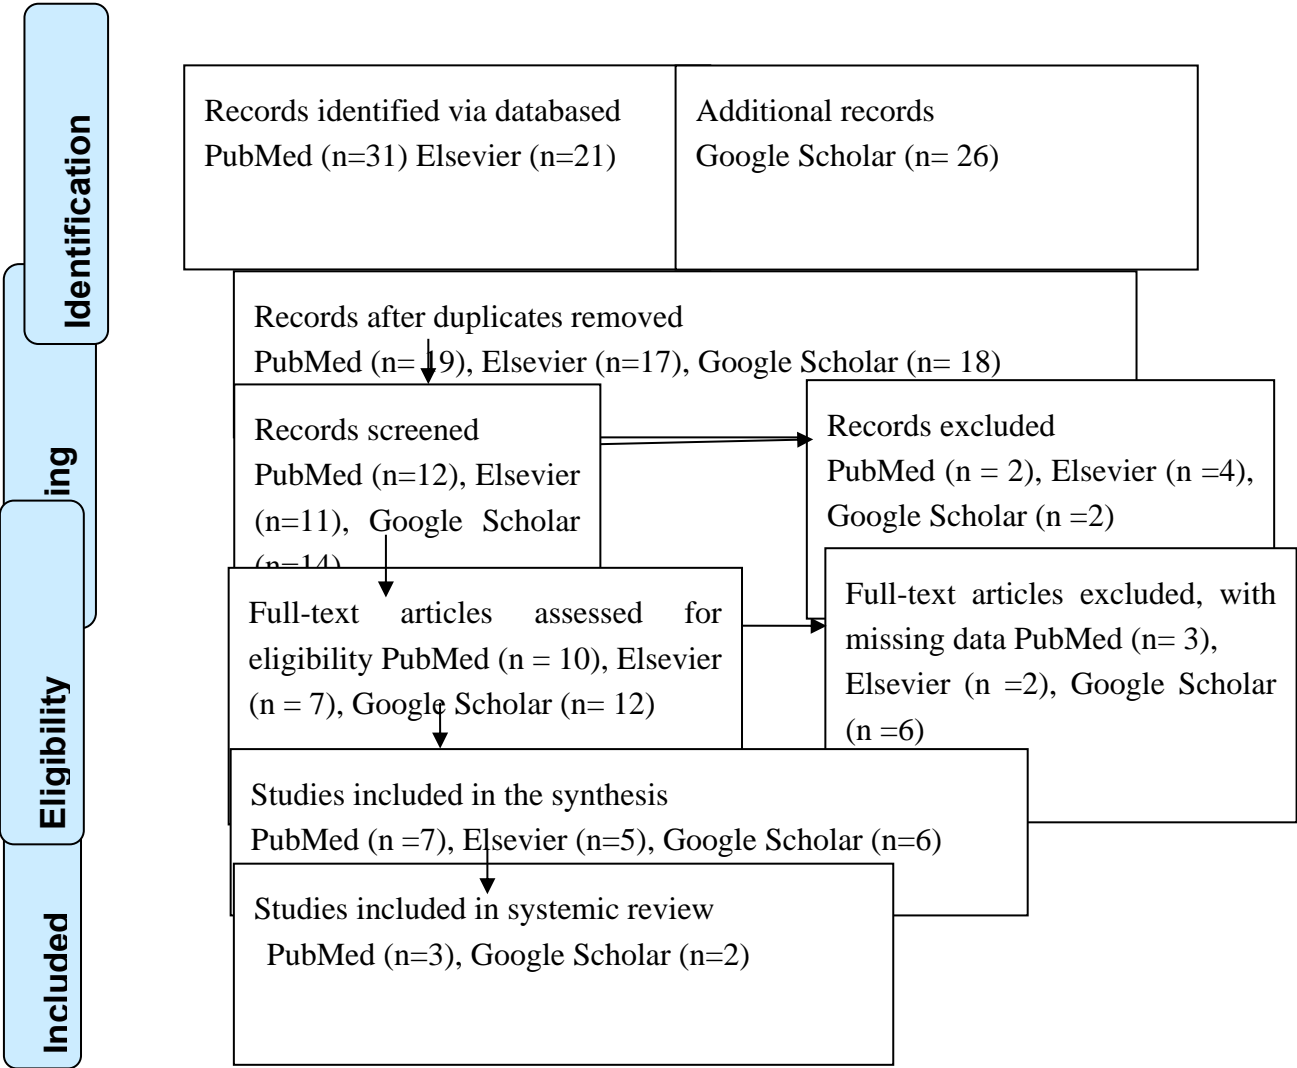 Identification
Records identified via databased
PubMed (n=31) Elsevier (n=21)
Additional records
Google Scholar (n= 26)
Records after duplicates removed
PubMed (n= 19), Elsevier (n=17), Google Scholar (n= 18)
ing
Records screened
PubMed (n=12), Elsevier
(n=11), Google Scholar
(n=14)
Records excluded
PubMed (n = 2), Elsevier (n =4),
Google Scholar (n =2)
Eligibility
Full-text articles assessed for
eligibility PubMed (n = 10), Elsevier
(n = 7), Google Scholar (n= 12)
Full-text articles excluded, with
missing data PubMed (n= 3),
Elsevier (n =2), Google Scholar
(n =6)
Included
Studies included in the synthesis
PubMed (n =7), Elsevier (n=5), Google Scholar (n=6)
Studies included in systemic review
PubMed (n=3), Google Scholar (n=2)